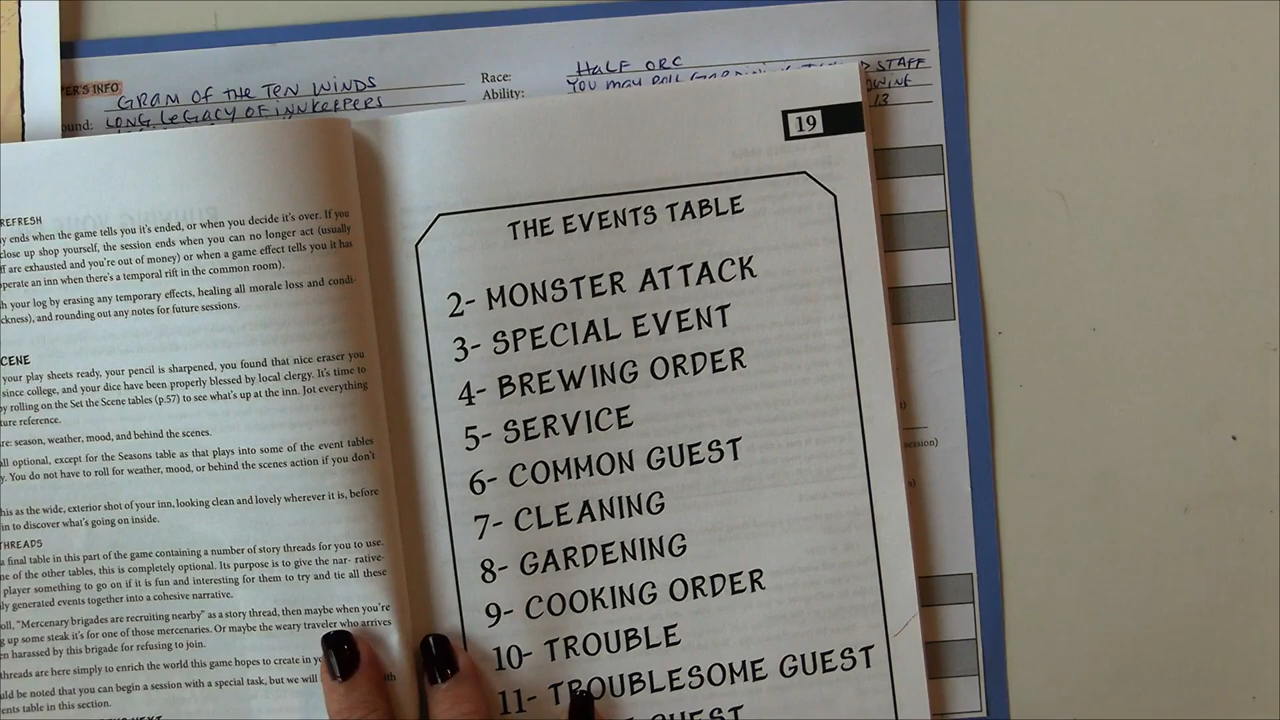 ER'S INFO
GRAM OF THE TEN WINDS
ound: LONG LEGACY OF INNKEEPERS
Race: HALF ORC
Ability: YOU MAY ROLL
STAFF
13
REFRESH
y ends when the game tells you it's ended, or when you decide it's over. If you
close up shop yourself, the session ends when you can no longer act (usually
ff are exhausted and you're out of money) or when a game effect tells you it has
operate an inn when there's a temporal rift in the common room).
h your log by erasing any temporary effects, healing all morale loss and condi-
ckness), and rounding out any notes for future sessions.
CENE
your play sheets ready, your pencil is sharpened, you found that nice eraser you
since college, and your dice have been properly blessed by local clergy. It's time to
y rolling on the Set the Scene tables (p.57) to see what's up at the inn. Jot everything
ture reference.
re: season, weather, mood, and behind the scenes.
ll optional, except for the Seasons table as that plays into some of the event tables
y. You do not have to roll for weather, mood, or behind the scenes action if you don't
his as the wide, exterior shot of your inn, looking clean and lovely wherever it is, before
in to discover what's going on inside.
THREADS
a final table in this part of the game containing a number of story threads for you to use.
ne of the other tables, this is completely optional. Its purpose is to give the nar- rative-
player something to go on if it is fun and interesting for them to try and tie all these
ly generated events together into a cohesive narrative.
oll, "Mercenary brigades are recruiting nearby" as a story thread, then maybe when you're
g up some steak it's for one of those mercenaries. Or maybe the weary traveler who arrives
en harassed by this brigade for refusing to join.
threads are here simply to enrich the world this game hopes to create in
uld be noted that you can begin a session with a special task, but we will
ents table in this section.
19
THE EVENTS TABLE
2- MONSTER ATTACK
3- SPECIAL EVENT
4- BREWING ORDER
5- SERVICE
6- COMMON GUEST
7- CLEANING
8- GARDENING
9- COOKING ORDER
10- TROUBLE
11- TROUBLESOME GUEST
GUEST
session)